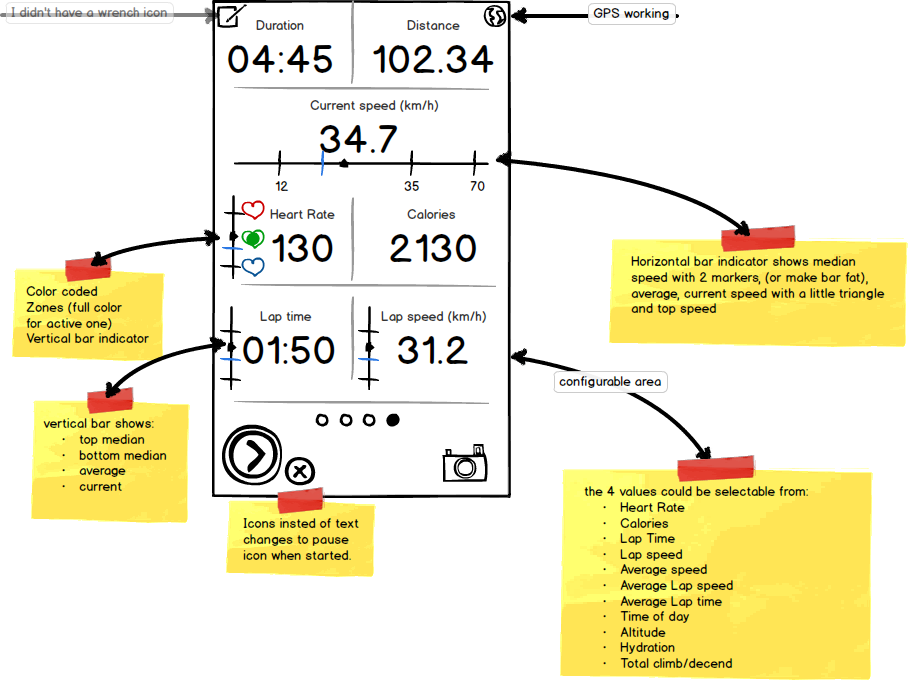 I didn't have a wrench icon
GPS working
Duration
Distance
04:45
102.34
Current speed (km/h)
34.7
12
35
70
Heart Rate
Calories
130
2130
Lap time
Lap speed (km/h)
01:50
31.2
Color coded
Zones (full color
for active one)
Vertical bar indicator
Horizontal bar indicator shows median
speed with 2 markers, (or make bar fat),
average, current speed with a little triangle
and top speed
configurable area
vertical bar shows:
· top median
· bottom median
· average
· current
Icons insted of text
changes to pause
icon when started.
the 4 values could be selectable from:
· Heart Rate
· Calories
· Lap Time
· Lap speed
· Average speed
· Average Lap speed
· Average Lap time
· Time of day
· Altitude
· Hydration
· Total climb/decend